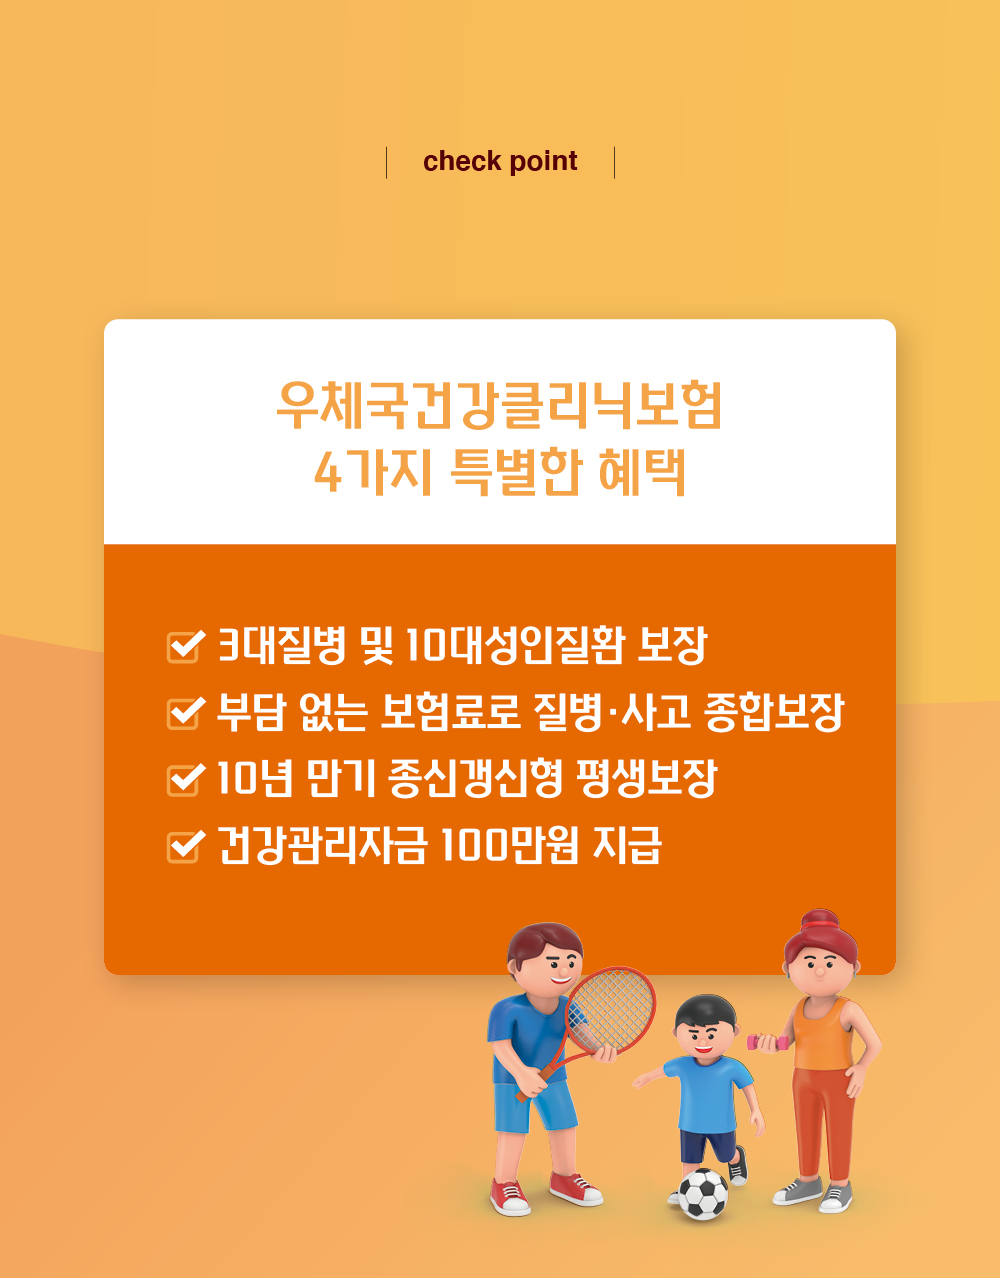 check point
우체국건강클리닉보험
4가지 특별한 혜택
3대질병 및 10대성인질환 보장
부담 없는 보험료로 질병·사고 종합보장
10년 만기 종신갱신형 평생보장
건강관리자금 100만원 지급